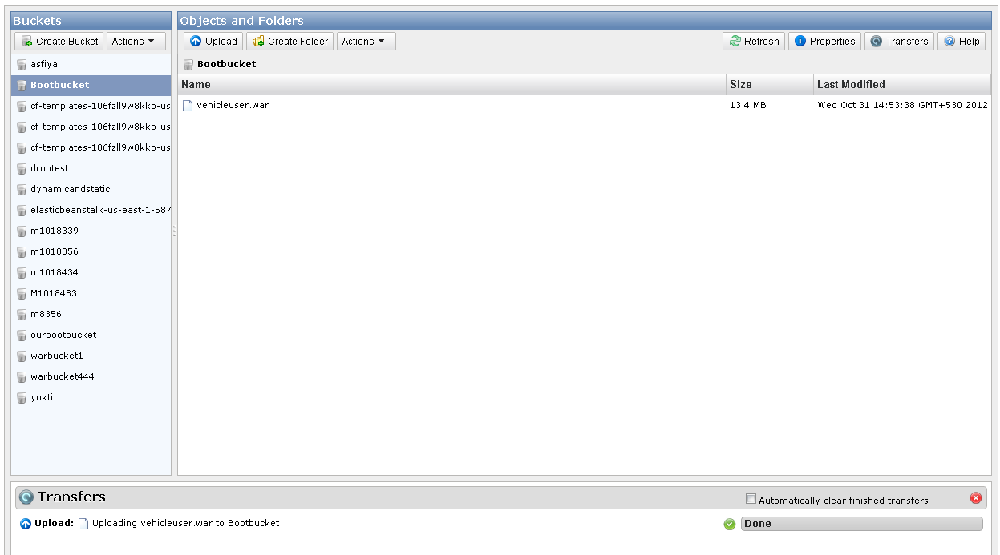 Buckets
Create Bucket Actions
asfiya
Bootbucket
cf-templates-106fzll9w8kko-us
cf-templates-106fzll9w8kko-us
cf-templates-106fzll9w8kko-us
droptest
dynamicandstatic
elasticbeanstalk-us-east-1-587
m1018339
m1018356
m1018434
M1018483
m8356
ourbootbucket
warbucket1
warbucket444
yukti
Objects and Folders
Upload Create Folder Actions Refresh Properties Transfers Help
Bootbucket
Name Size Last Modified
vehicleuser.war 13.4 MB Wed Oct 31 14:53:38 GMT+530 2012
Transfers Automatically clear finished transfers
Upload: Uploading vehicleuser.war to Bootbucket Done